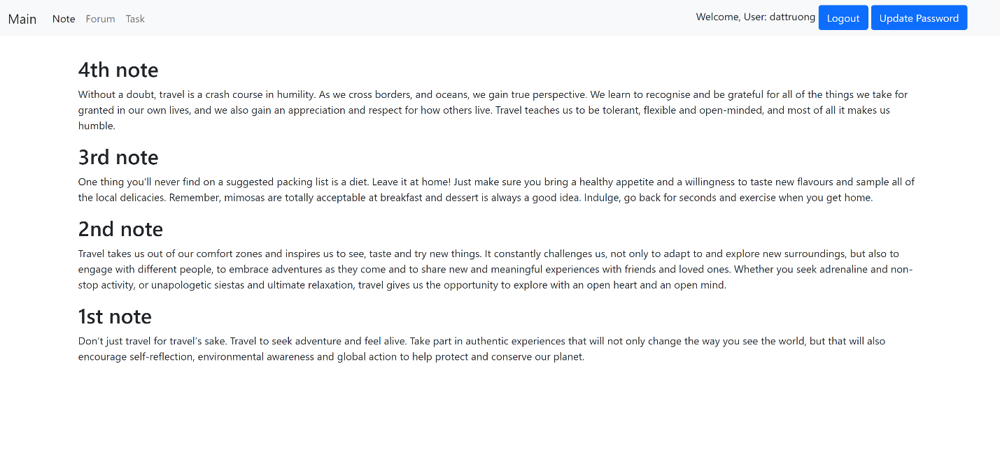 Main Note Forum Task Welcome, User: dattruong Logout Update Password
4th note
Without a doubt, travel is a crash course in humility. As we cross borders, and oceans, we gain true perspective. We learn to recognise and be grateful for all of the things we take for
granted in our own lives, and we also gain an appreciation and respect for how others live. Travel teaches us to be tolerant, flexible and open-minded, and most of all it makes us
humble.
3rd note
One thing you'll never find on a suggested packing list is a diet. Leave it at home! Just make sure you bring a healthy appetite and a willingness to taste new flavours and sample all of
the local delicacies. Remember, mimosas are totally acceptable at breakfast and dessert is always a good idea. Indulge, go back for seconds and exercise when you get home.
2nd note
Travel takes us out of our comfort zones and inspires us to see, taste and try new things. It constantly challenges us, not only to adapt to and explore new surroundings, but also to
engage with different people, to embrace adventures as they come and to share new and meaningful experiences with friends and loved ones. Whether you seek adrenaline and non-
stop activity, or unapologetic siestas and ultimate relaxation, travel gives us the opportunity to explore with an open heart and an open mind.
1st note
Don't just travel for travel's sake. Travel to seek adventure and feel alive. Take part in authentic experiences that will not only change the way you see the world, but that will also
encourage self-reflection, environmental awareness and global action to help protect and conserve our planet.